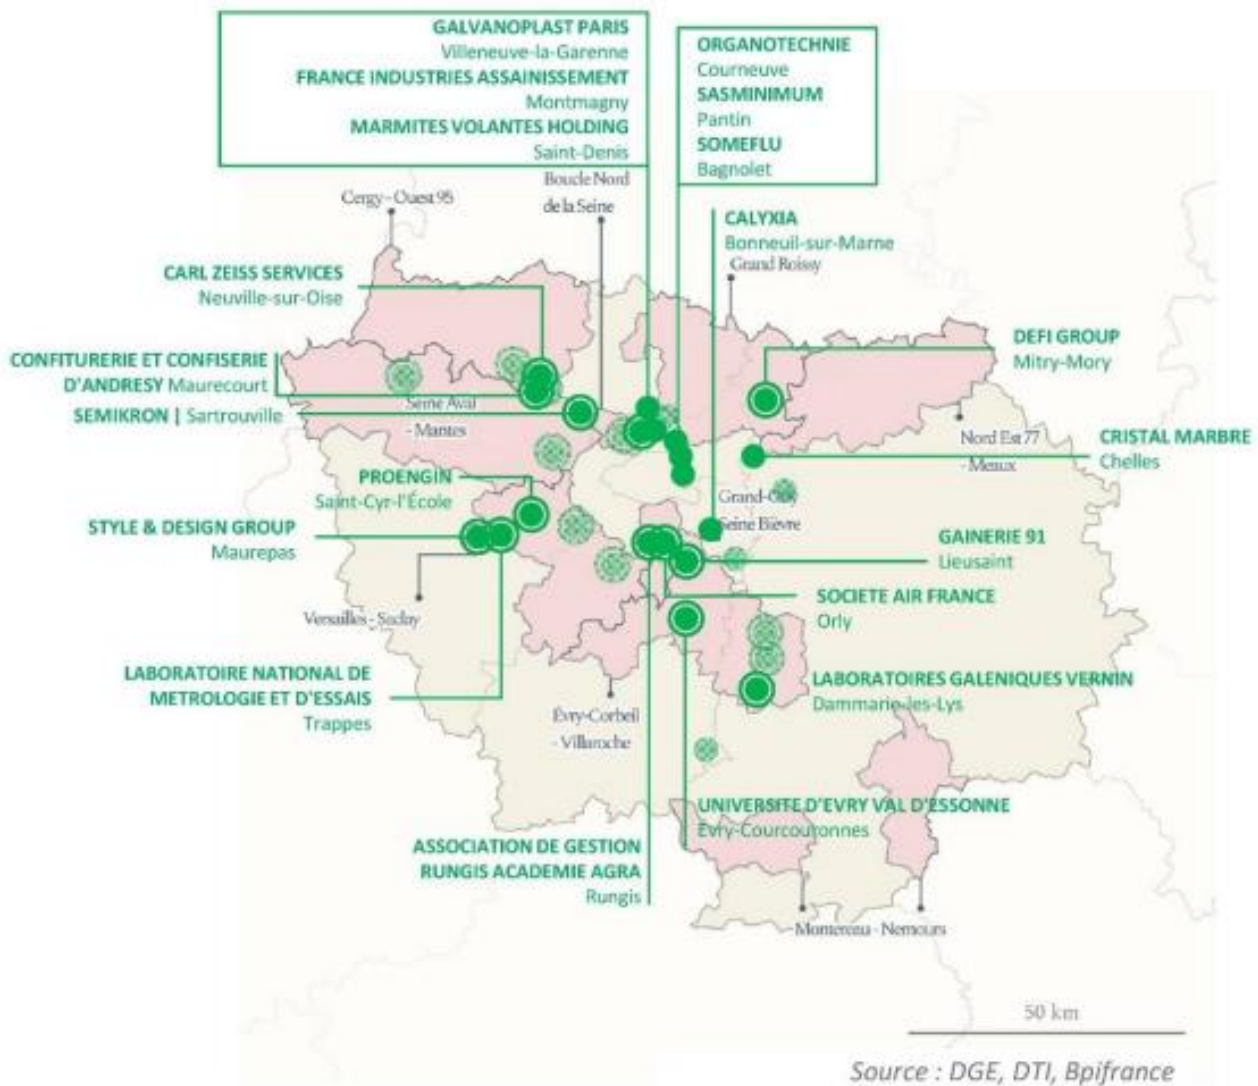 GALVANOPLAST PARIS
Villeneuve-la-Garenne
FRANCE INDUSTRIES ASSAINISSEMENT
Montmagny
MARMITES VOLANTES HOLDING
Saint-Denis
ORGANOTECHNIE
Courneuve
SASMINIMUM
Pantin
SOMEFLU
Bagnolet
Boucle Nord
de la Seine
Cergy - Ouest 95
CALYXIA
Bonneuil-sur-Marne
Grand Roissy
CARL ZEISS SERVICES
Neuville-sur-Oise
DEFI GROUP
Mitry-Mory
CONFITURERIE ET CONFISERIE
D'ANDRESY Maurecourt
SEMIKRON | Sartrouville
Seine Aval
- Mantes
Nord Est 77
- Meaux
CRISTAL MARBRE
Chelles
PROENGIN
Saint-Cyr-l'École
Grand-Orly
Seine Bièvre
STYLE & DESIGN GROUP
Maurepas
GAINERIE 91
Lieusaint
SOCIETE AIR FRANCE
Orly
Versailles - Saclay
LABORATOIRE NATIONAL DE
METROLOGIE ET D'ESSAIS
Trappes
LABORATOIRES GALENIQUES VERNIN
Dammarie-les-Lys
Évry-Corbeil
- Villaroche
UNIVERSITE D'EVRY VAL D'ESSONNE
Evry-Courcouronnes
ASSOCIATION DE GESTION
RUNGIS ACADEMIE AGRA
Rungis
Montereau - Nemours
50 km
Source : DGE, DTI, Bpifrance